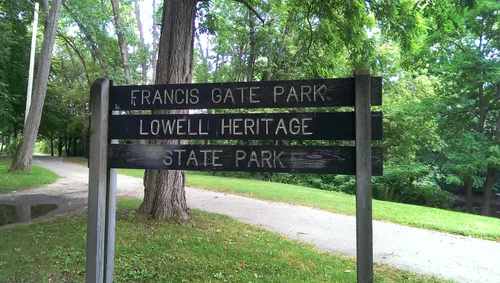 FRANCIS GATE PARK
LOWELL HERITAGE
STATE PARK